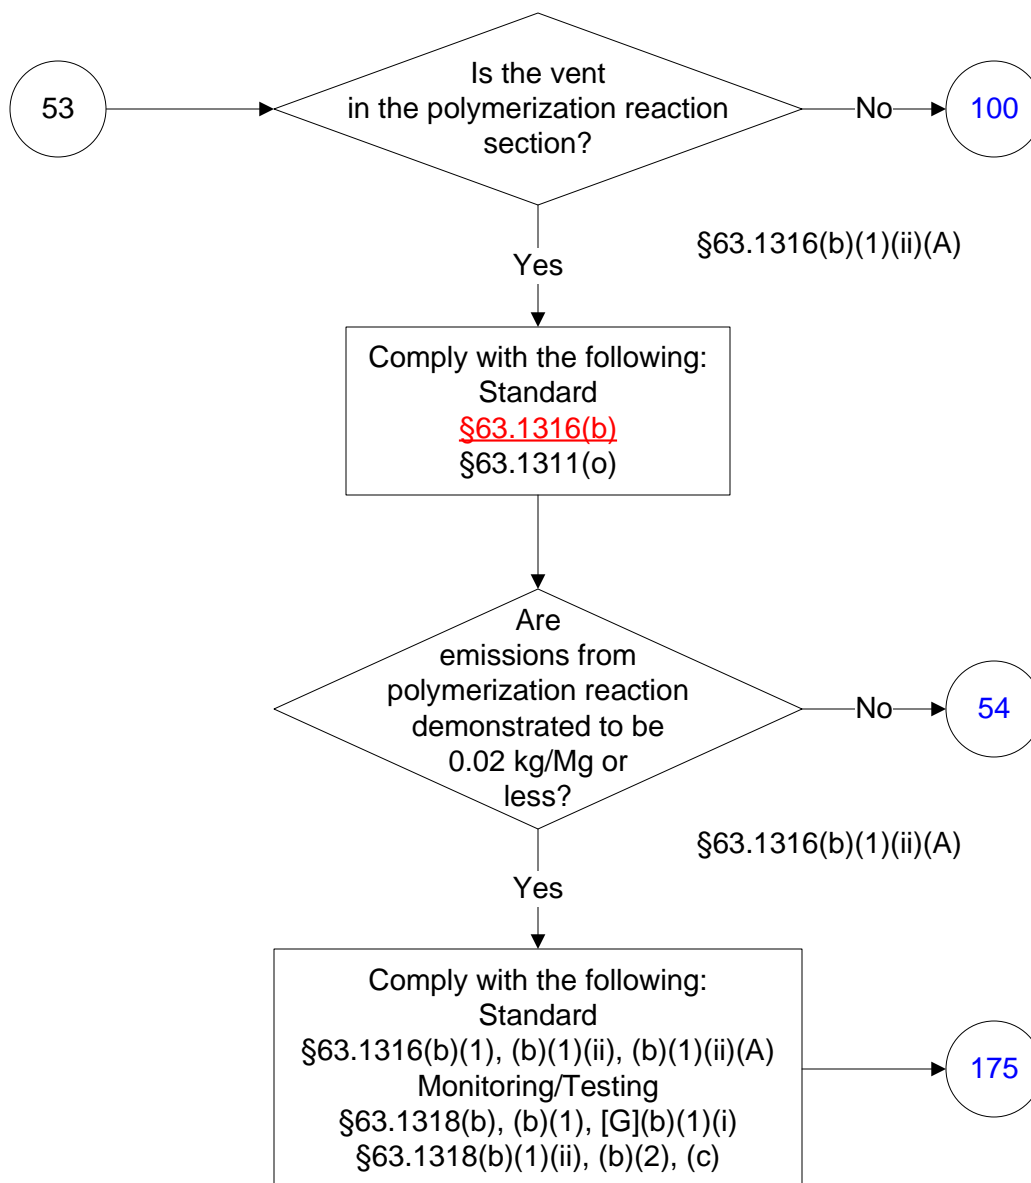 53
Is the vent
in the polymerization reaction
section?
No
100
§63.1316(b)(1)(ii)(A)
Yes
Comply with the following:
Standard
§63.1316(b)
§63.1311(o)
Are
emissions from
polymerization reaction
demonstrated to be
0.02 kg/Mg or
less?
No
54
§63.1316(b)(1)(ii)(A)
Yes
Comply with the following:
Standard
§63.1316(b)(1), (b)(1)(ii), (b)(1)(ii)(A)
Monitoring/Testing
§63.1318(b), (b)(1), [G](b)(1)(i)
§63.1318(b)(1)(ii), (b)(2), (c)
175